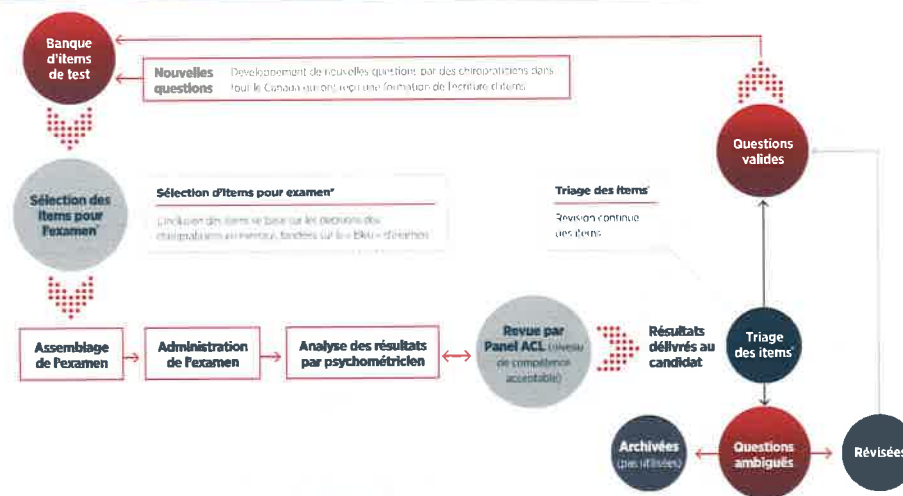 Banque
d'items
de test
Nouvelles
questions
Développement de nouvelles questions par des chiropraticiens dans
tout le Canada qui ont reçu une formation de l'écriture d'items
Questions
valides
Sélection des
items pour
l'examen*
Sélection d'items pour examen*
L'inclusion des items se base sur les décisions des
chiropraticiens
fondées sur le « Bleu » d'examen
Triage des items*
Révision continue
des items
Assemblage
de l'examen
Administration
de l'examen
Analyse des résultats
par psychométricien
Revue par
Panel ACL (niveau
de compétence
acceptable)
Résultats
délivrés au
candidat
Triage
des items*
Archivées
(pas utilisées)
Questions
ambiguës
Révisées